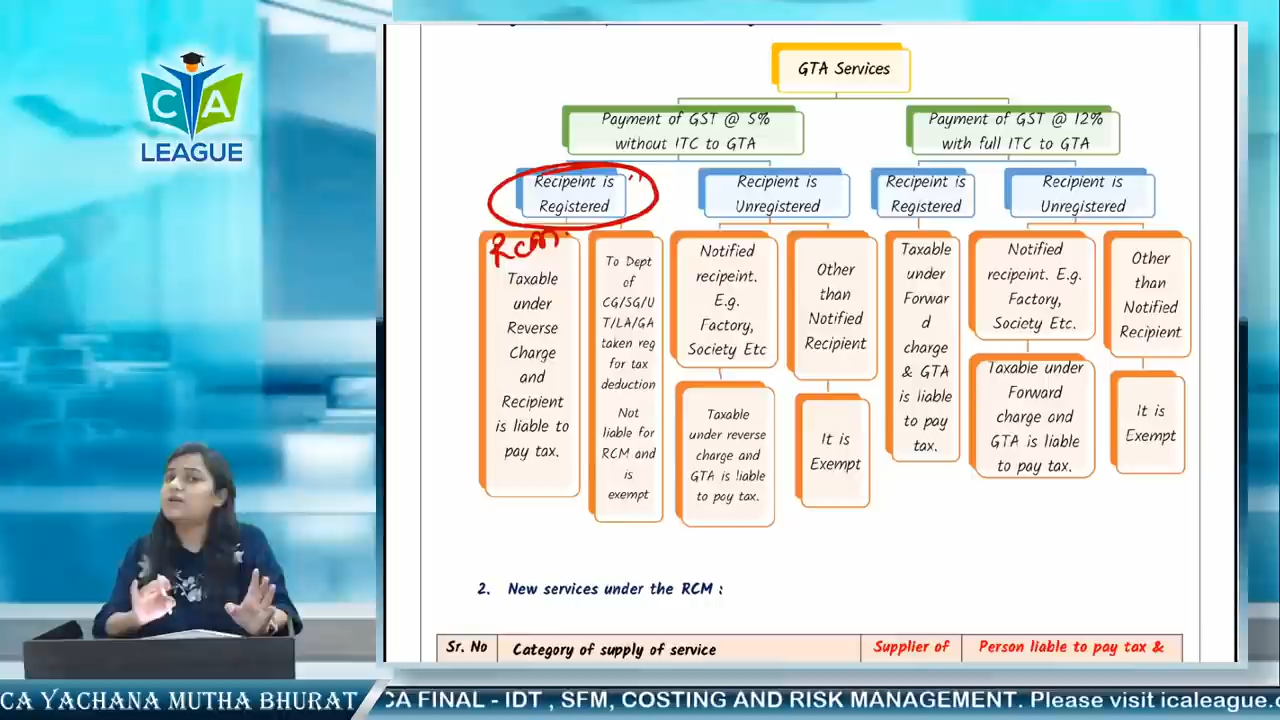 CA
LEAGUE
GTA Services
Payment of GST @ 5%
without ITC to GTA
Payment of GST @ 12%
with full ITC to GTA
Recipeint is
Registered
Recipient is
Unregistered
Recipeint is
Registered
Recipient is
Unregistered
RCM.
Taxable
under
Reverse
Charge
and
Recipient
is liable to
pay tax.
To Dept
of
CG/SG/U
T/LA/GA
taken reg
for tax
deduction
Not
liable for
RCM and
is
exempt
Notified
recipeint.
E.g.
Factory,
Society Etc
Taxable
under reverse
charge and
GTA is liable
to pay tax.
Other
than
Notified
Recipient
It is
Exempt
Taxable
under
Forwar
d
charge
& GTA
is liable
to pay
tax.
Notified
recipeint. E.g.
Factory,
Society Etc.
Taxable under
Forward
charge and
GTA is liable
to pay tax.
Other
than
Notified
Recipient
It is
Exempt
2. New services under the RCM :
Sr. No Category of supply of service Supplier of Person liable to pay tax &
CA YACHANA MUTHA BHURAT
CA FINAL - IDT , SFM, COSTING AND RISK MANAGEMENT. Please visit icaleague.c